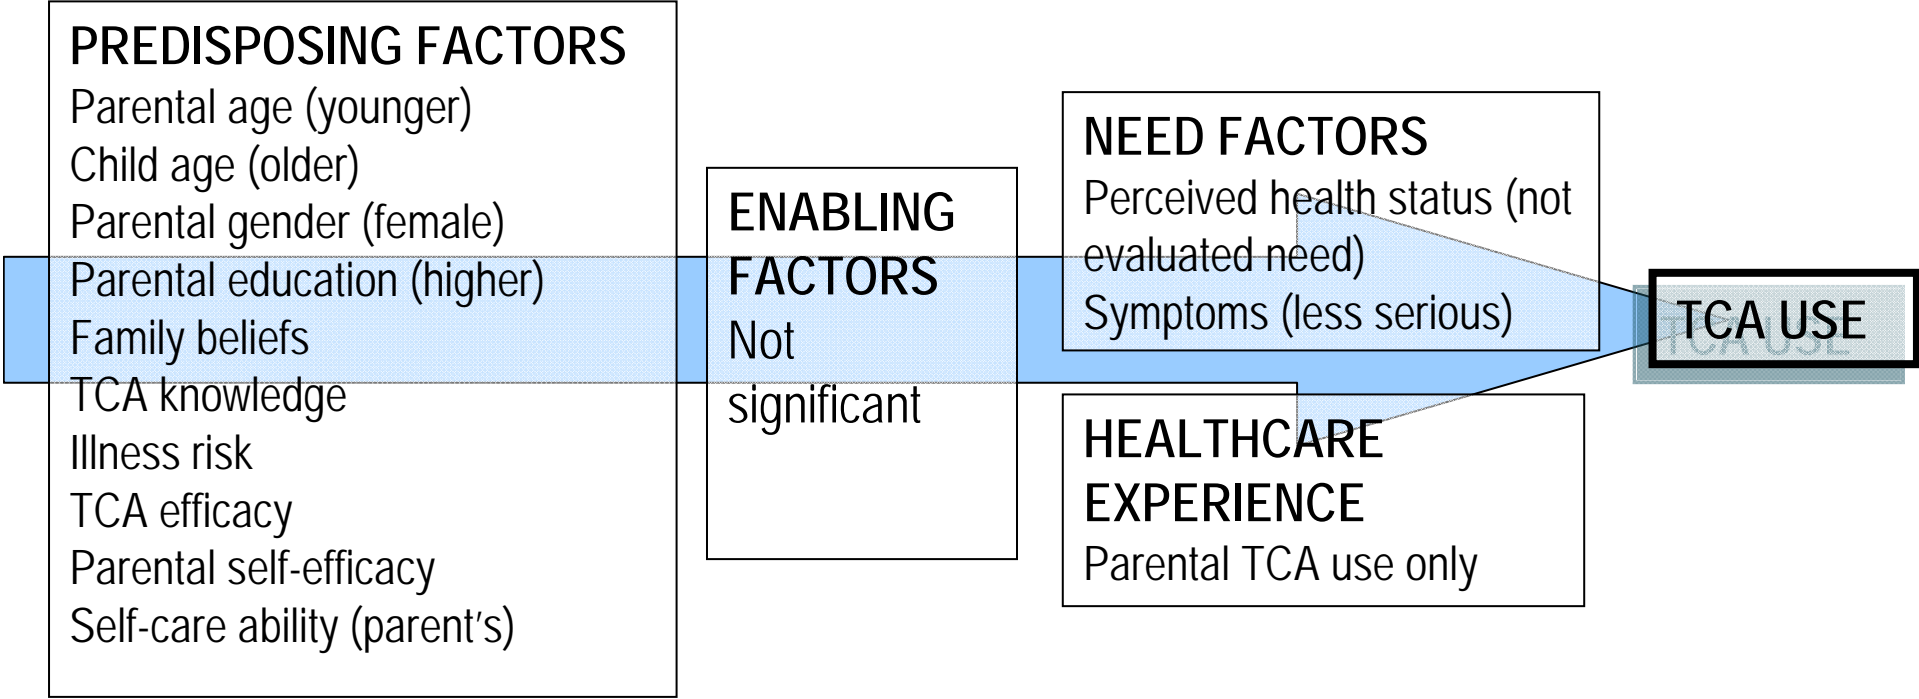 PREDISPOSING FACTORS
Parental age (younger)
Child age (older)
Parental gender (female)
Parental education (higher)
Family beliefs
TCA knowledge
Illness risk
TCA efficacy
Parental self-efficacy
Self-care ability (parent's)
ENABLING
FACTORS
Not
significant
NEED FACTORS
Perceived health status (not
evaluated need)
Symptoms (less serious)
HEALTHCARE
EXPERIENCE
Parental TCA use only
TCA USE